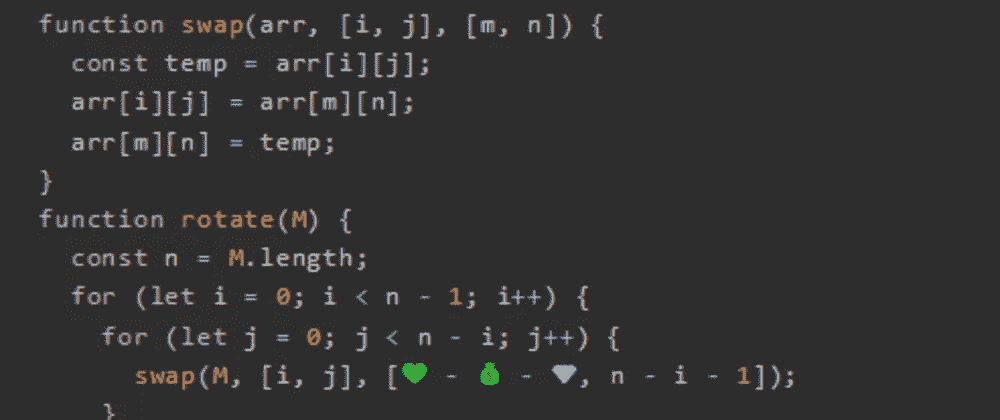 function swap(arr, [i, j], [m, n]) {
const temp = arr[i][j];
arr[i][j] = arr[m][n];
arr[m][n] = temp;
}
function rotate(M) {
const n = M.length;
for (let i = 0; i < n - 1; i++) {
for (let j = 0; j < n - i; j++) {
swap(M, [i, j], [💚 - 💰 - 💎, n - i - 1]);
}